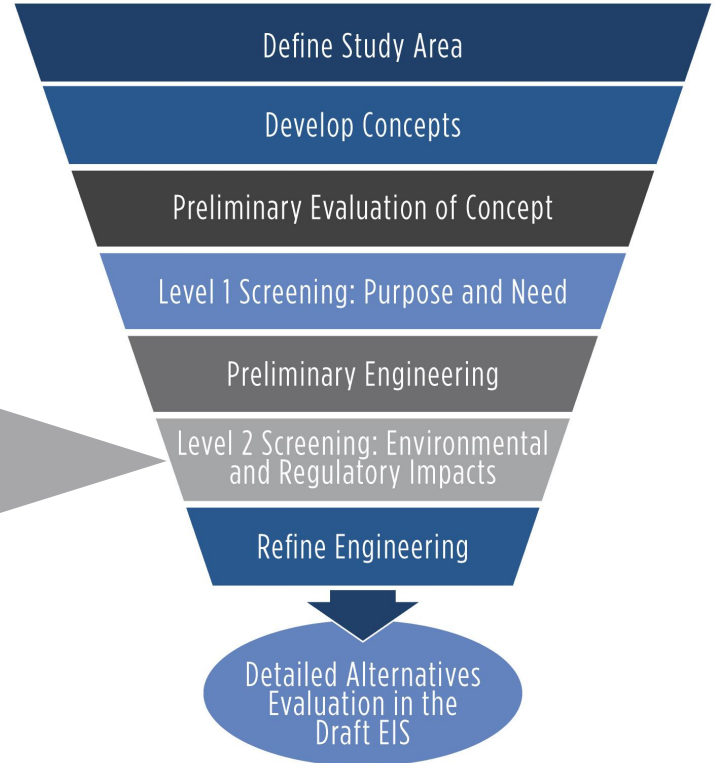 Define Study Area
Develop Concepts
Preliminary Evaluation of Concept
Level 1 Screening: Purpose and Need
Preliminary Engineering
Level 2 Screening: Environmental
and Regulatory Impacts
Refine Engineering
Detailed Alternatives
Evaluation in the
Draft EIS